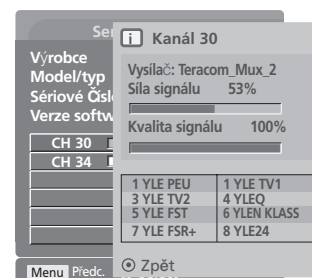 Se
Výrobce
Model/typ
Sériové Čísl
Verze softw
CH 30
CH 34
Menu Předc.
i Kanál 30
Vysílač: Teracom_Mux_2
Síla signálu 53%
Kvalita signálu 100%
1 YLE PEU 1 YLE TV1
3 YLE TV2 4 YLEQ
5 YLE FST 6 YLEN KLASS
7 YLE FSR+ 8 YLE24
Zpět